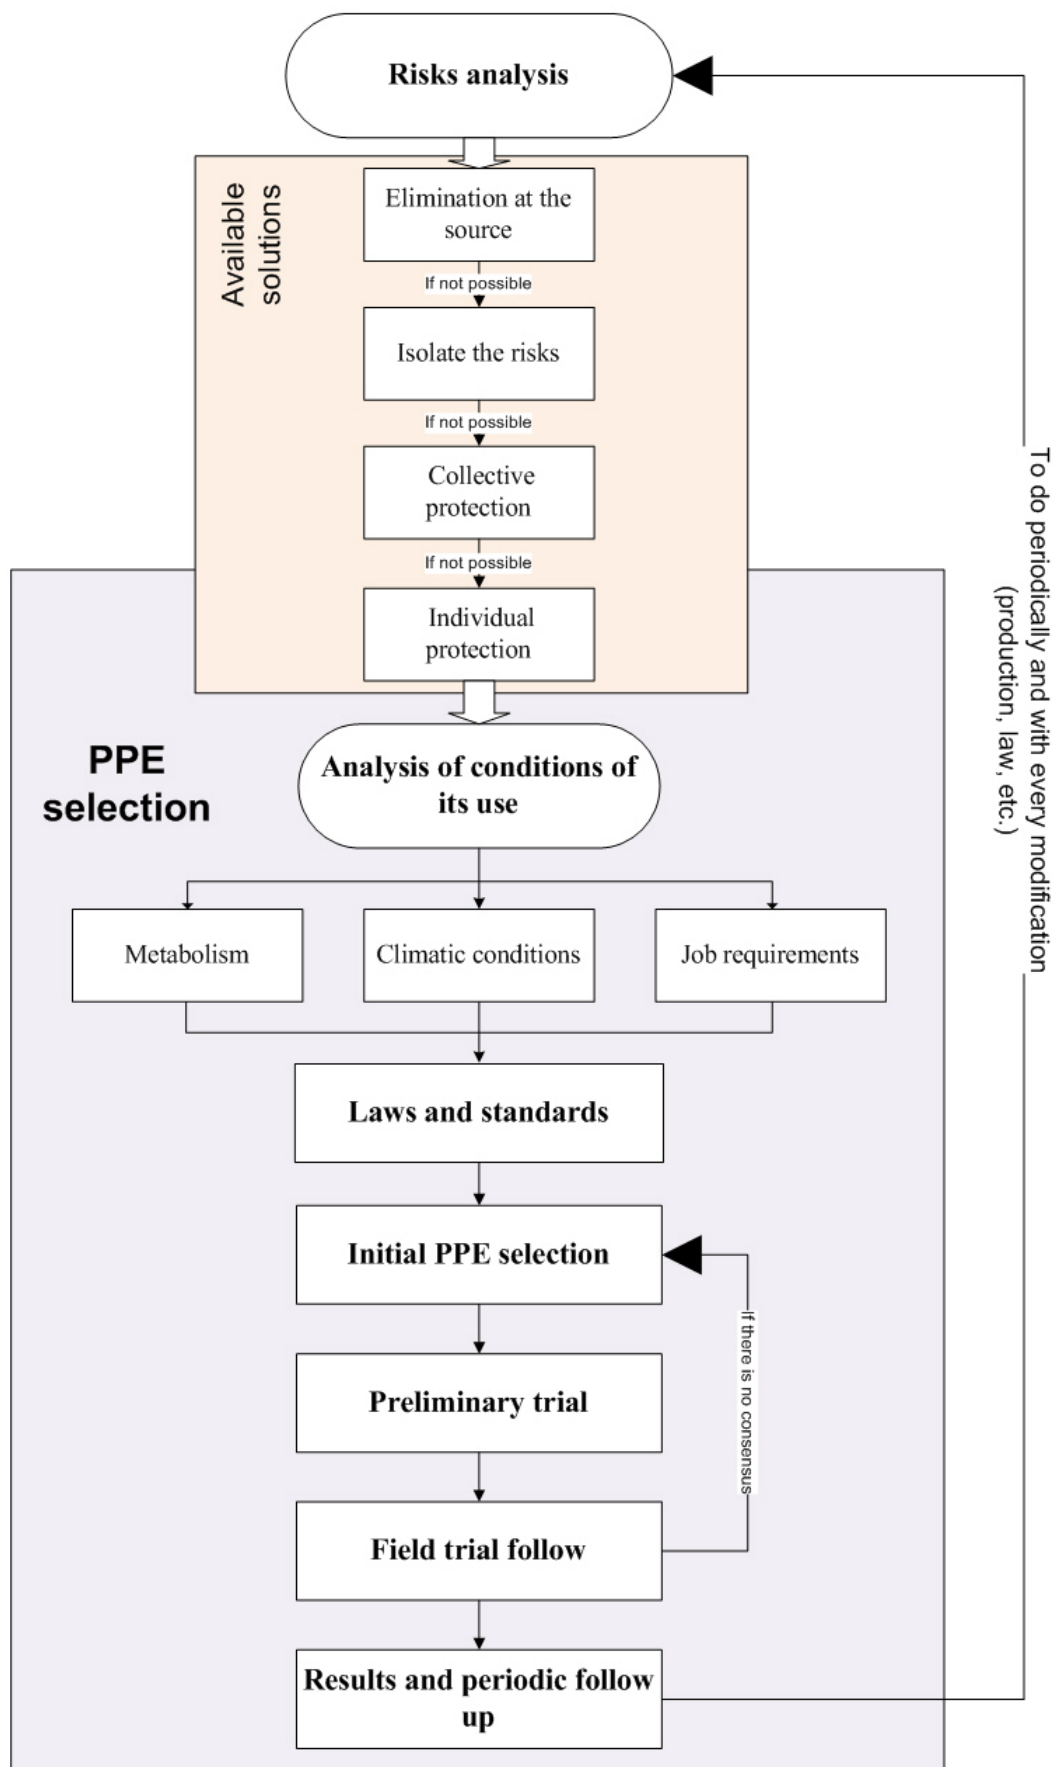 Risks analysis
Available
solutions
Elimination at the
source
If not possible
Isolate the risks
If not possible
Collective
protection
If not possible
Individual
protection
PPE
selection
Analysis of conditions of
its use
Metabolism
Climatic conditions
Job requirements
Laws and standards
Initial PPE selection
If there is no consensus
Preliminary trial
Field trial follow
Results and periodic follow
up
To do periodically and with every modification
(production, law, etc.)